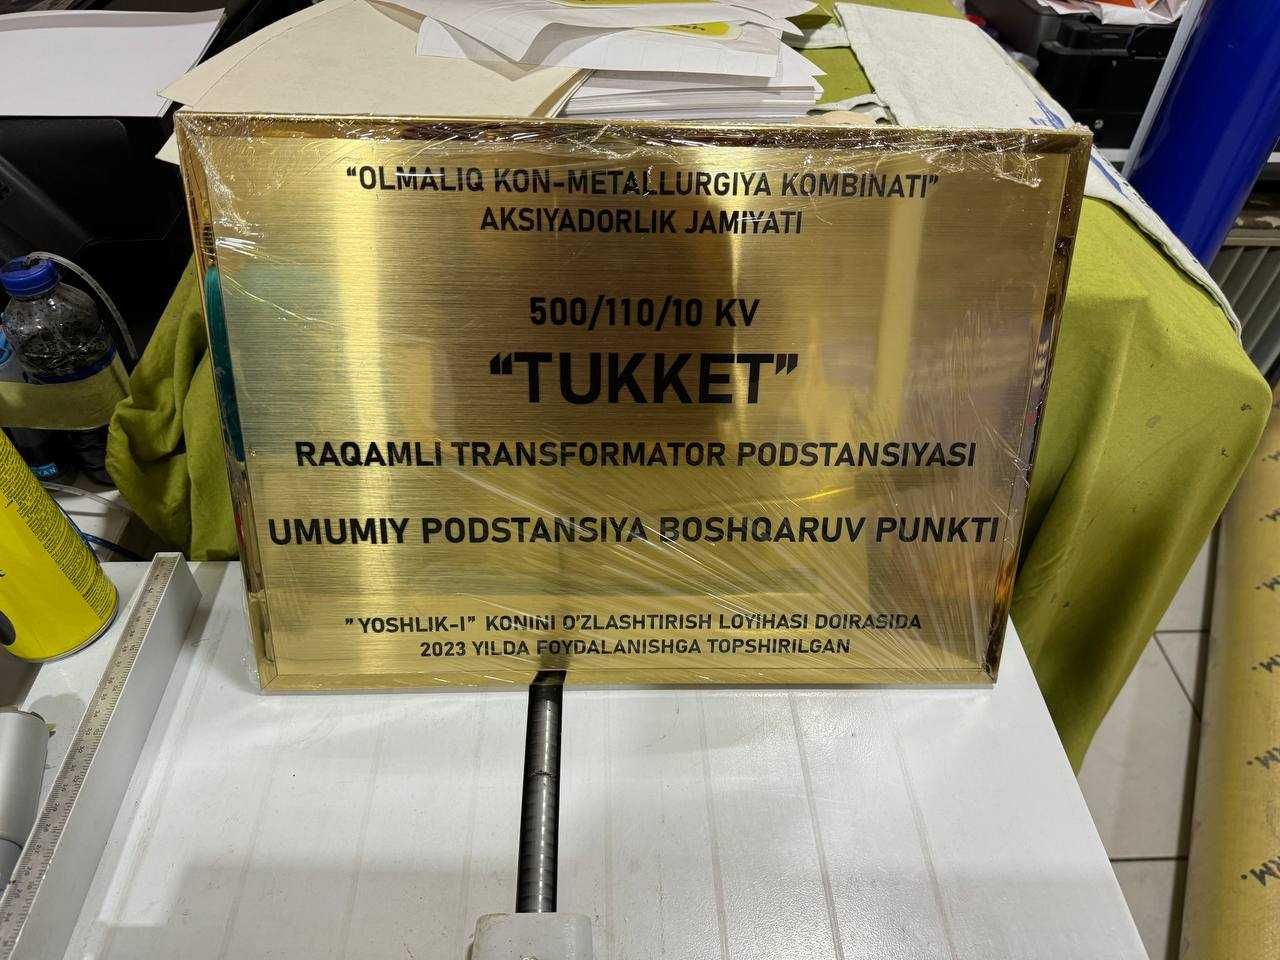 “OLMALIQ KON-METALLURGIYA KOMBINATI”
AKSIYADORLIK JAMIYATI
500/110/10 KV
“TUKKET”
RAQAMLI TRANSFORMATOR PODSTANSIYASI
UMUMIY PODSTANSIYA BOSHQARUV PUNKTI
”YOSHLIK-I” KONINI O’ZLASHTIRISH LOYIHASI DOIRASIDA
2023 YILDA FOYDALANISHGA TOPSHIRILGAN